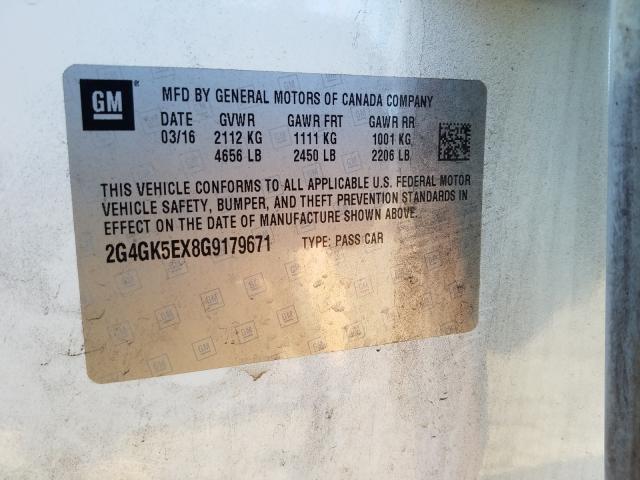 GM MFD BY GENERAL MOTORS OF CANADA COMPANY
DATE GVWR GAWR FRT GAWR RR
03/16 2112 KG 1111 KG 1001 KG
4656 LB 2450 LB 2206 LB
THIS VEHICLE CONFORMS TO ALL APPLICABLE U.S. FEDERAL MOTOR
VEHICLE SAFETY, BUMPER, AND THEFT PREVENTION STANDARDS IN
EFFECT ON THE DATE OF MANUFACTURE SHOWN ABOVE.
2G4GK5EX8G9179671 TYPE: PASS CAR